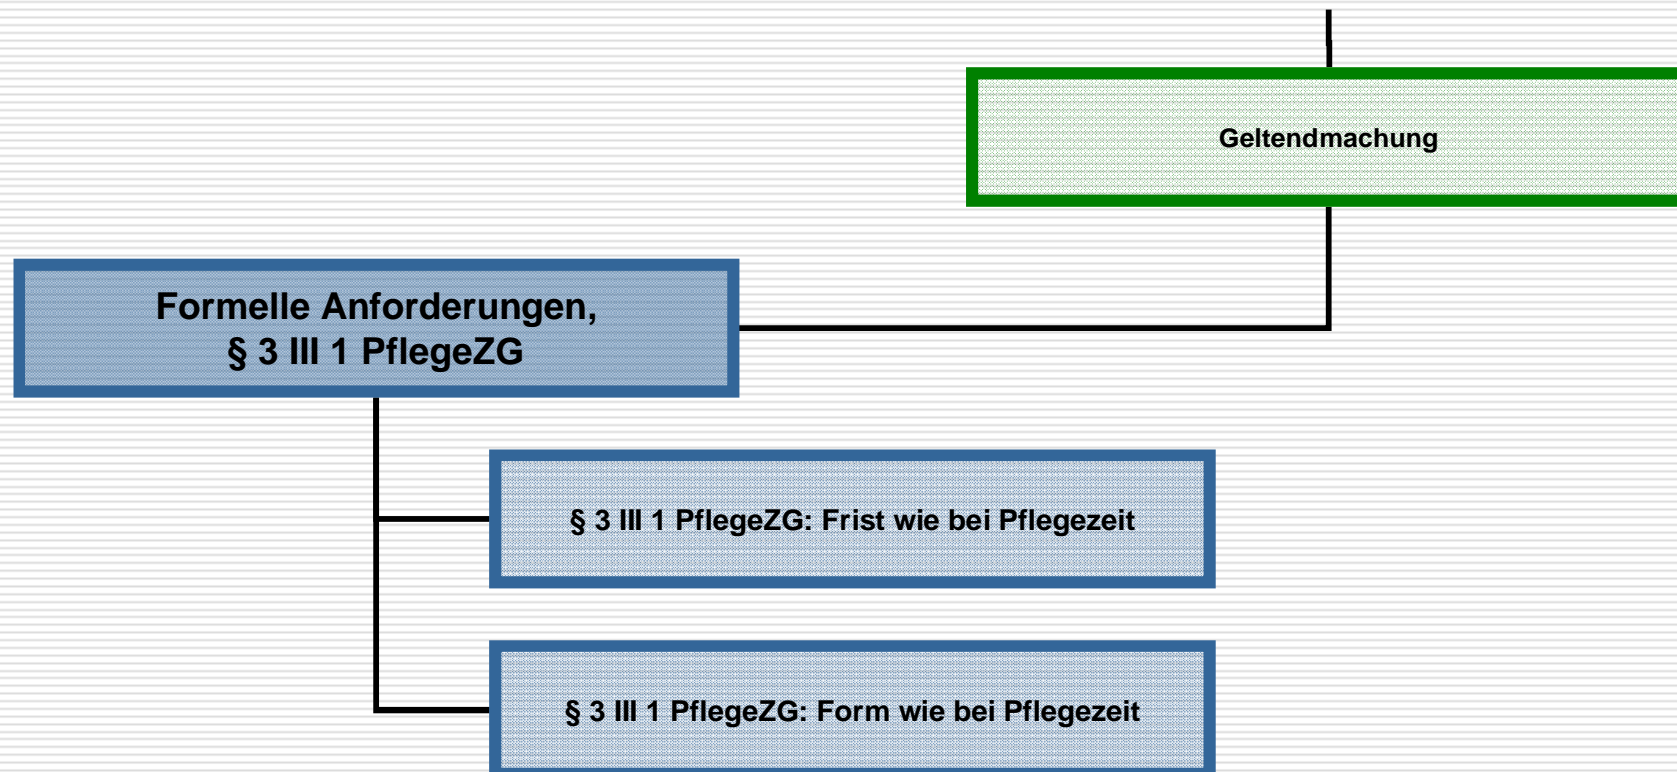 Geltendmachung
Formelle Anforderungen,
§ 3 III 1 PflegeZG
§ 3 III 1 PflegeZG: Frist wie bei Pflegezeit
§ 3 III 1 PflegeZG: Form wie bei Pflegezeit